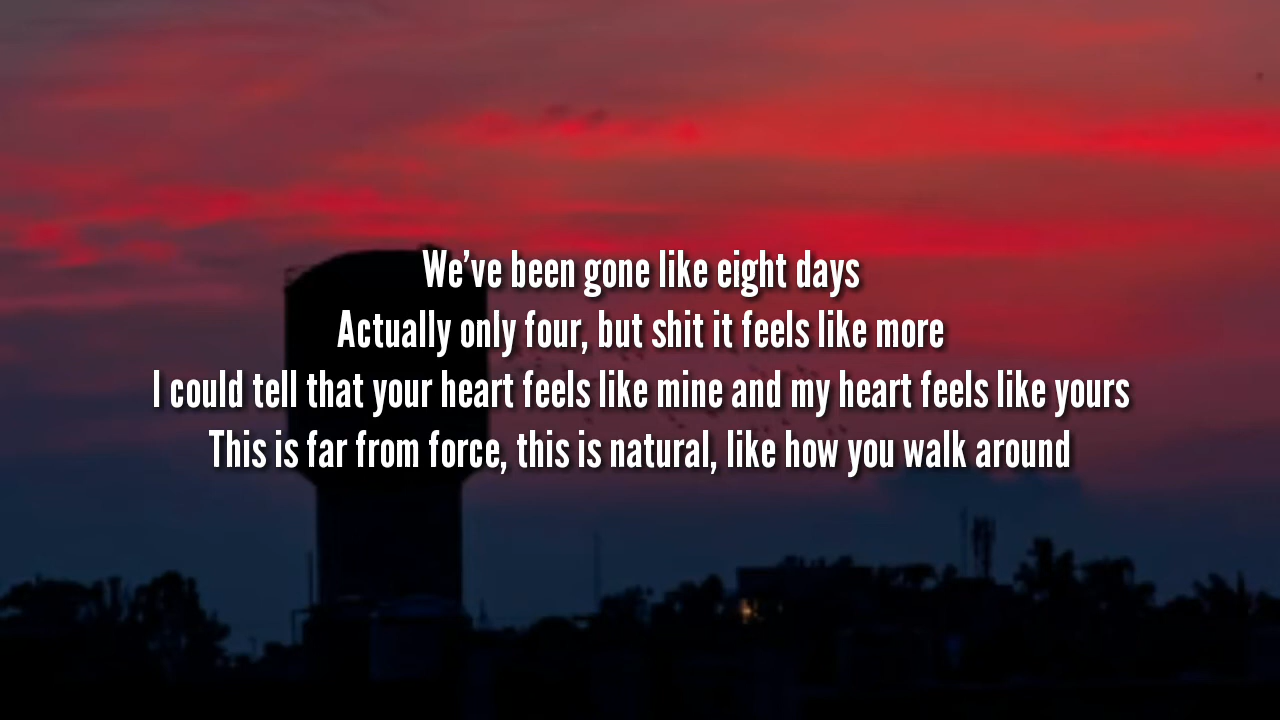 We've been gone like eight days
Actually only four, but shit it feels like more
I could tell that your heart feels like mine and my heart feels like yours
This is far from force, this is natural, like how you walk around